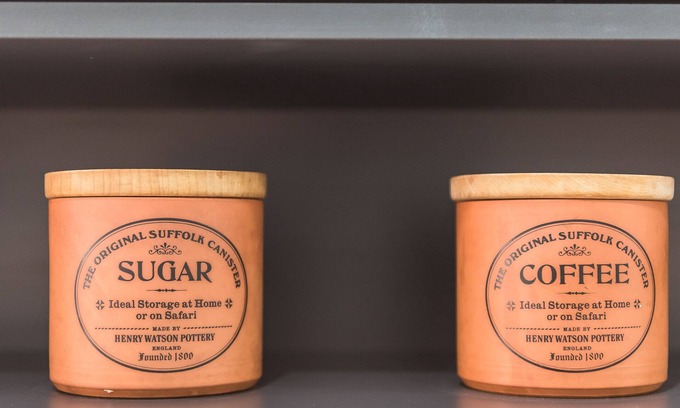 THE ORIGINAL SUFFOLK CANISTER
SUGAR
Ideal Storage at Home
or on Safari
MADE BY
HENRY WATSON POTTERY
ENGLAND
Founded 1800
THE ORIGINAL SUFFOLK CANISTER
COFFEE
Ideal Storage at Home
or on Safari
MADE BY
HENRY WATSON POTTERY
ENGLAND
Founded 1800